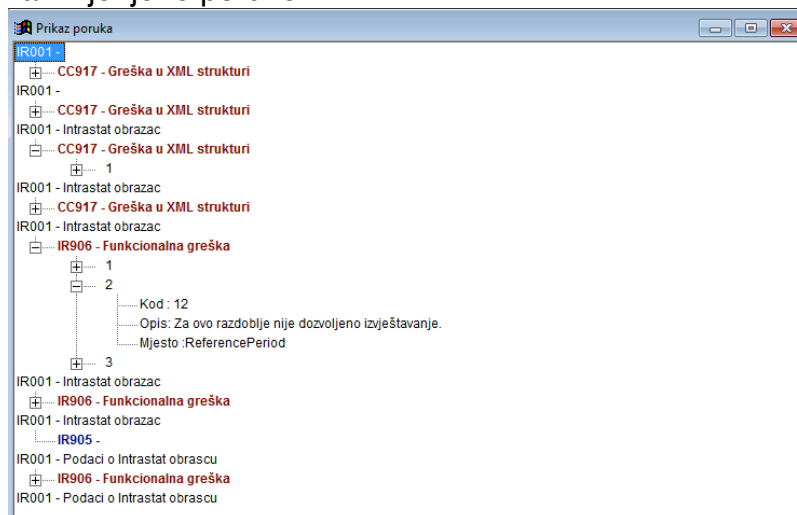 Prikaz poruka
IR001 -
CC917 - Greška u XML strukturi
IR001 -
CC917 - Greška u XML strukturi
IR001 - Intrastat obrazac
CC917 - Greška u XML strukturi
1
IR001 - Intrastat obrazac
CC917 - Greška u XML strukturi
IR001 - Intrastat obrazac
IR906 - Funkcionalna greška
1
2
Kod : 12
Opis: Za ovo razdoblje nije dozvoljeno izvještavanje.
Mjesto :ReferencePeriod
3
IR001 - Intrastat obrazac
IR906 - Funkcionalna greška
IR001 - Intrastat obrazac
IR905 -
IR001 - Podaci o Intrastat obrascu
IR906 - Funkcionalna greška
IR001 - Podaci o Intrastat obrascu